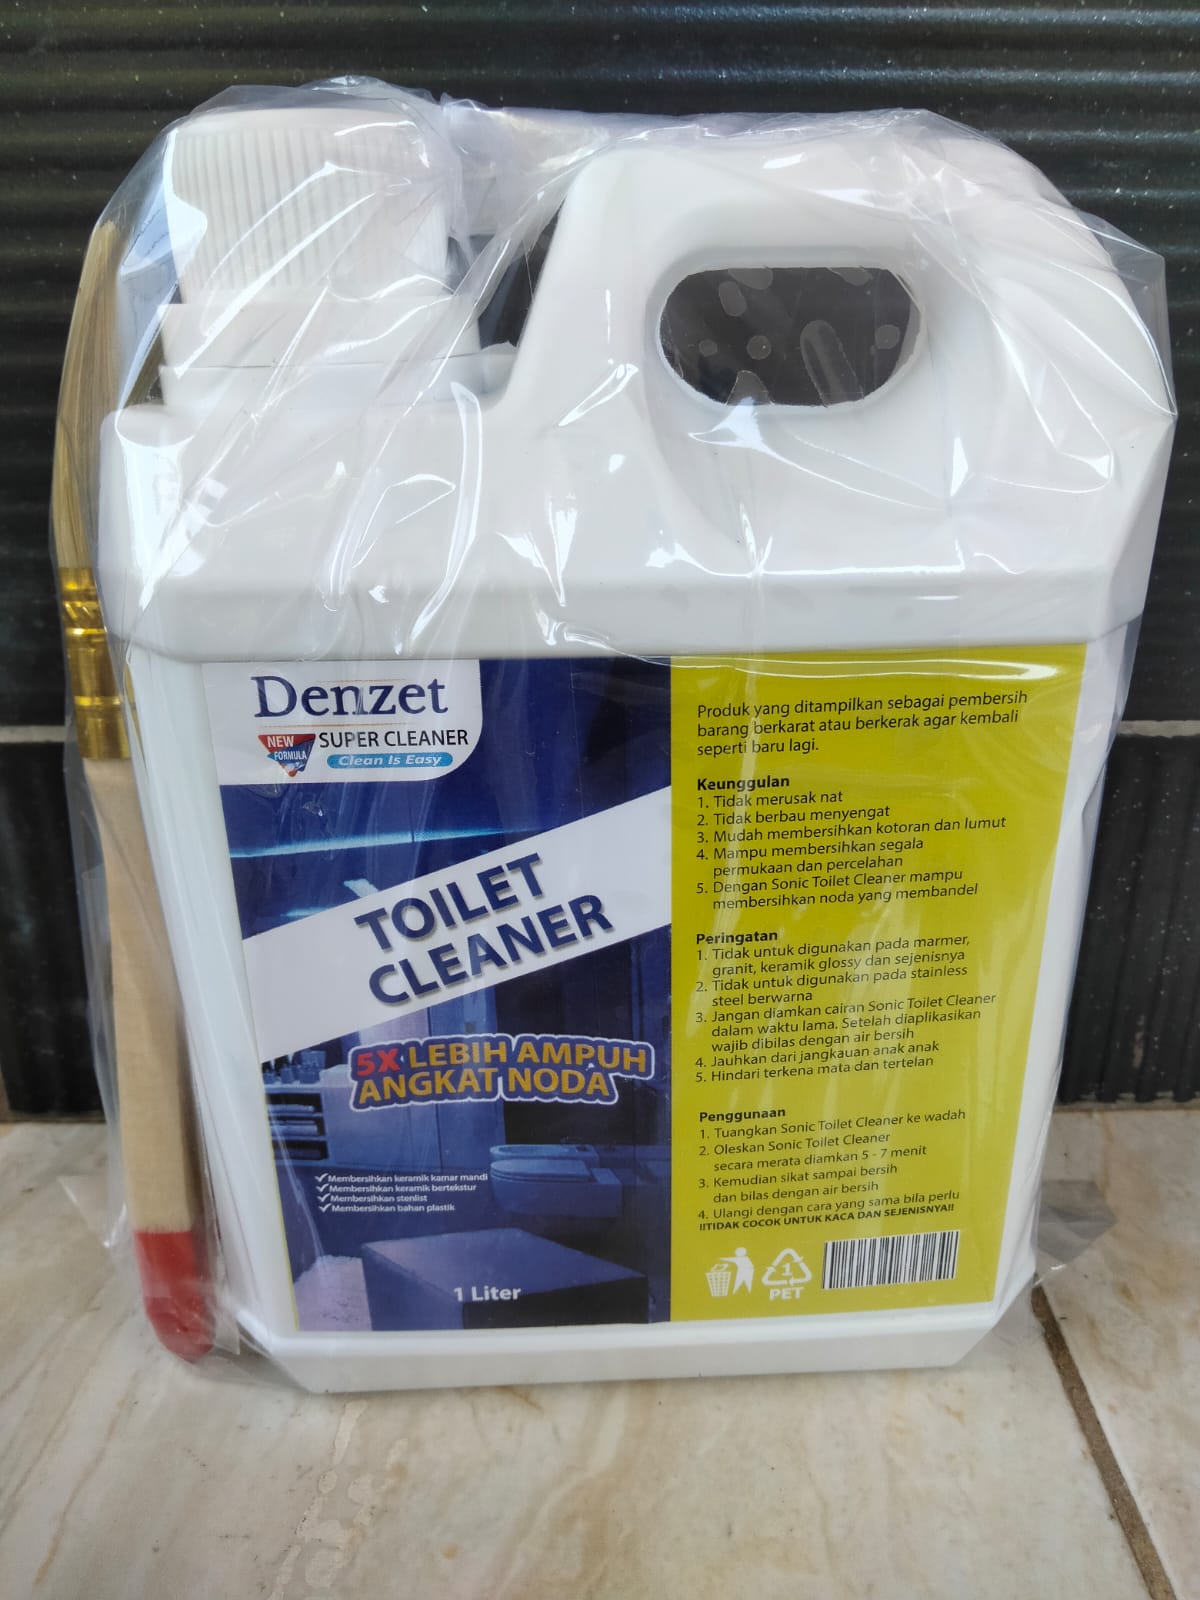 Denzet
NEW
FORMULA
SUPER CLEANER
Clean Is Easy
TOILET
CLEANER
5X LEBIH AMPUH
ANGKAT NODA
Membersihkan keramik kamar mandi
Membersihkan keramik bertekstur
Membersihkan stenlist
Membersihkan bahan plastik
1 Liter
Produk yang ditampilkan sebagai pembersih
barang berkarat atau berkerak agar kembali
seperti baru lagi.
Keunggulan
1. Tidak merusak nat
2. Tidak berbau menyengat
3. Mudah membersihkan kotoran dan lumut
4. Mampu membersihkan segala
permukaan dan percelahan
5. Dengan Sonic Toilet Cleaner mampu
membersihkan noda yang membandel
Peringatan
1. Tidak untuk digunakan pada marmer,
granit, keramik glossy dan sejenisnya
2. Tidak untuk digunakan pada stainless
steel berwarna
3. Jangan diamkan cairan Sonic Toilet Cleaner
dalam waktu lama. Setelah diaplikasikan
wajib dibilas dengan air bersih
4. Jauhkan dari jangkauan anak anak
5. Hindari terkena mata dan tertelan
Penggunaan
1. Tuangkan Sonic Toilet Cleaner ke wadah
2. Oleskan Sonic Toilet Cleaner
secara merata diamkan 5 - 7 menit
3. Kemudian sikat sampai bersih
dan bilas dengan air bersih
4. Ulangi dengan cara yang sama bila perlu
!!TIDAK COCOK UNTUK KACA DAN SEJENISNYA!!
1
PET